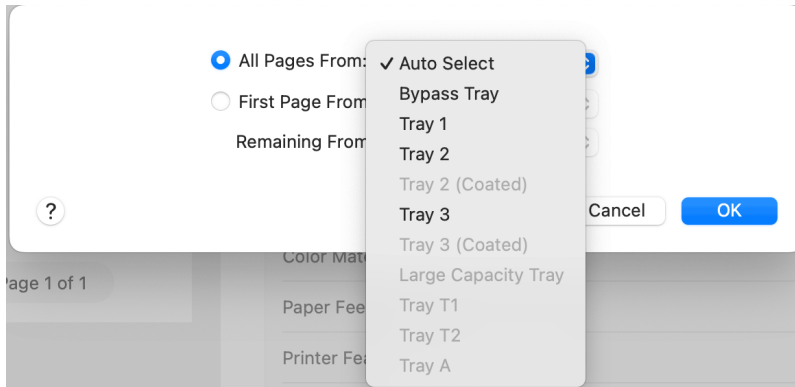 All Pages From:
✓ Auto Select
Bypass Tray
First Page From
Tray 1
Remaining From
Tray 2
Tray 2 (Coated)
?
Tray 3
Cancel
OK
Tray 3 (Coated)
Large Capacity Tray
Page 1 of 1
Paper Fee
Tray T1
Tray T2
Printer Fea
Tray A